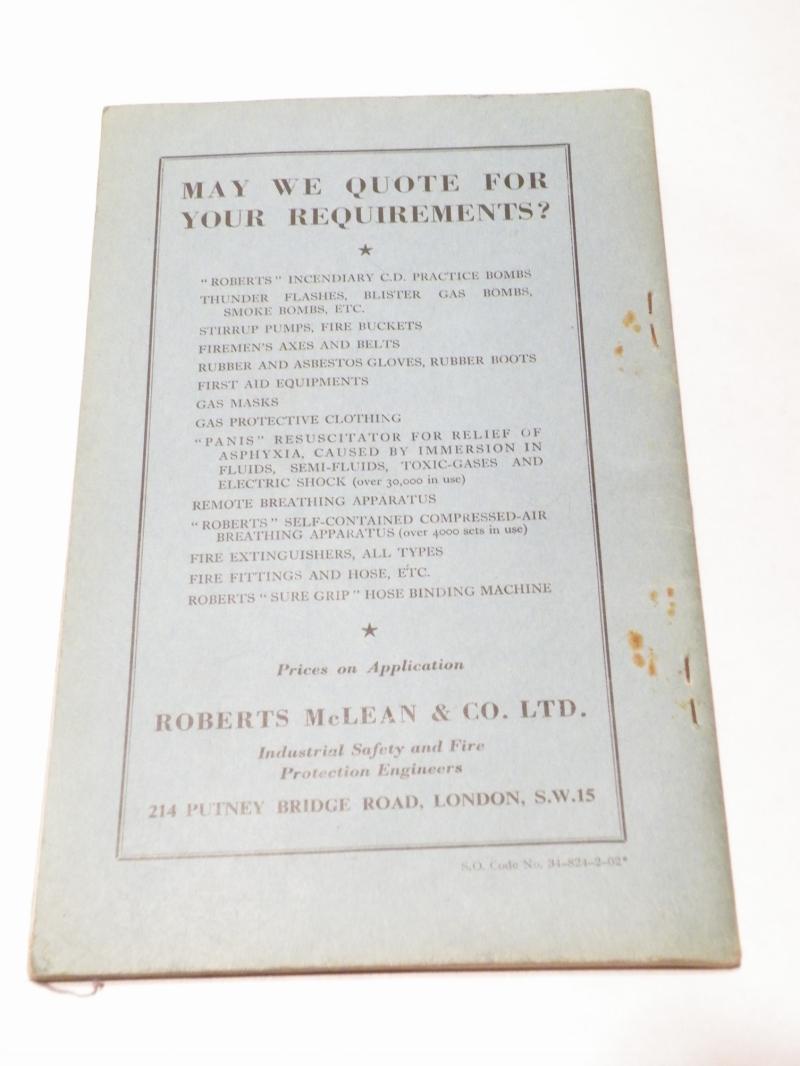 MAY WE QUOTE FOR
YOUR REQUIREMENTS?
★
"ROBERTS" INCENDIARY C.D. PRACTICE BOMBS
THUNDER FLASHES, BLISTER GAS BOMBS,
SMOKE BOMBS, ETC.
STIRRUP PUMPS, FIRE BUCKETS
FIREMEN'S AXES AND BELTS
RUBBER AND ASBESTOS GLOVES, RUBBER BOOTS
FIRST AID EQUIPMENTS
GAS MASKS
GAS PROTECTIVE CLOTHING
"PANIS" RESUSCITATOR FOR RELIEF OF
ASPHYXIA, CAUSED BY IMMERSION IN
FLUIDS, SEMI-FLUIDS, TOXIC-GASES AND
ELECTRIC SHOCK (over 30,000 in use)
REMOTE BREATHING APPARATUS
"ROBERTS" SELF-CONTAINED COMPRESSED-AIR
BREATHING APPARATUS (over 4000 sets in use)
FIRE EXTINGUISHERS, ALL TYPES
FIRE FITTINGS AND HOSE, ETC.
ROBERTS "SURE GRIP" HOSE BINDING MACHINE
★
Prices on Application
ROBERTS McLEAN & CO. LTD.
Industrial Safety and Fire
Protection Engineers
214 PUTNEY BRIDGE ROAD, LONDON, S.W.15
S.O. Code No. 34-824-2-02*